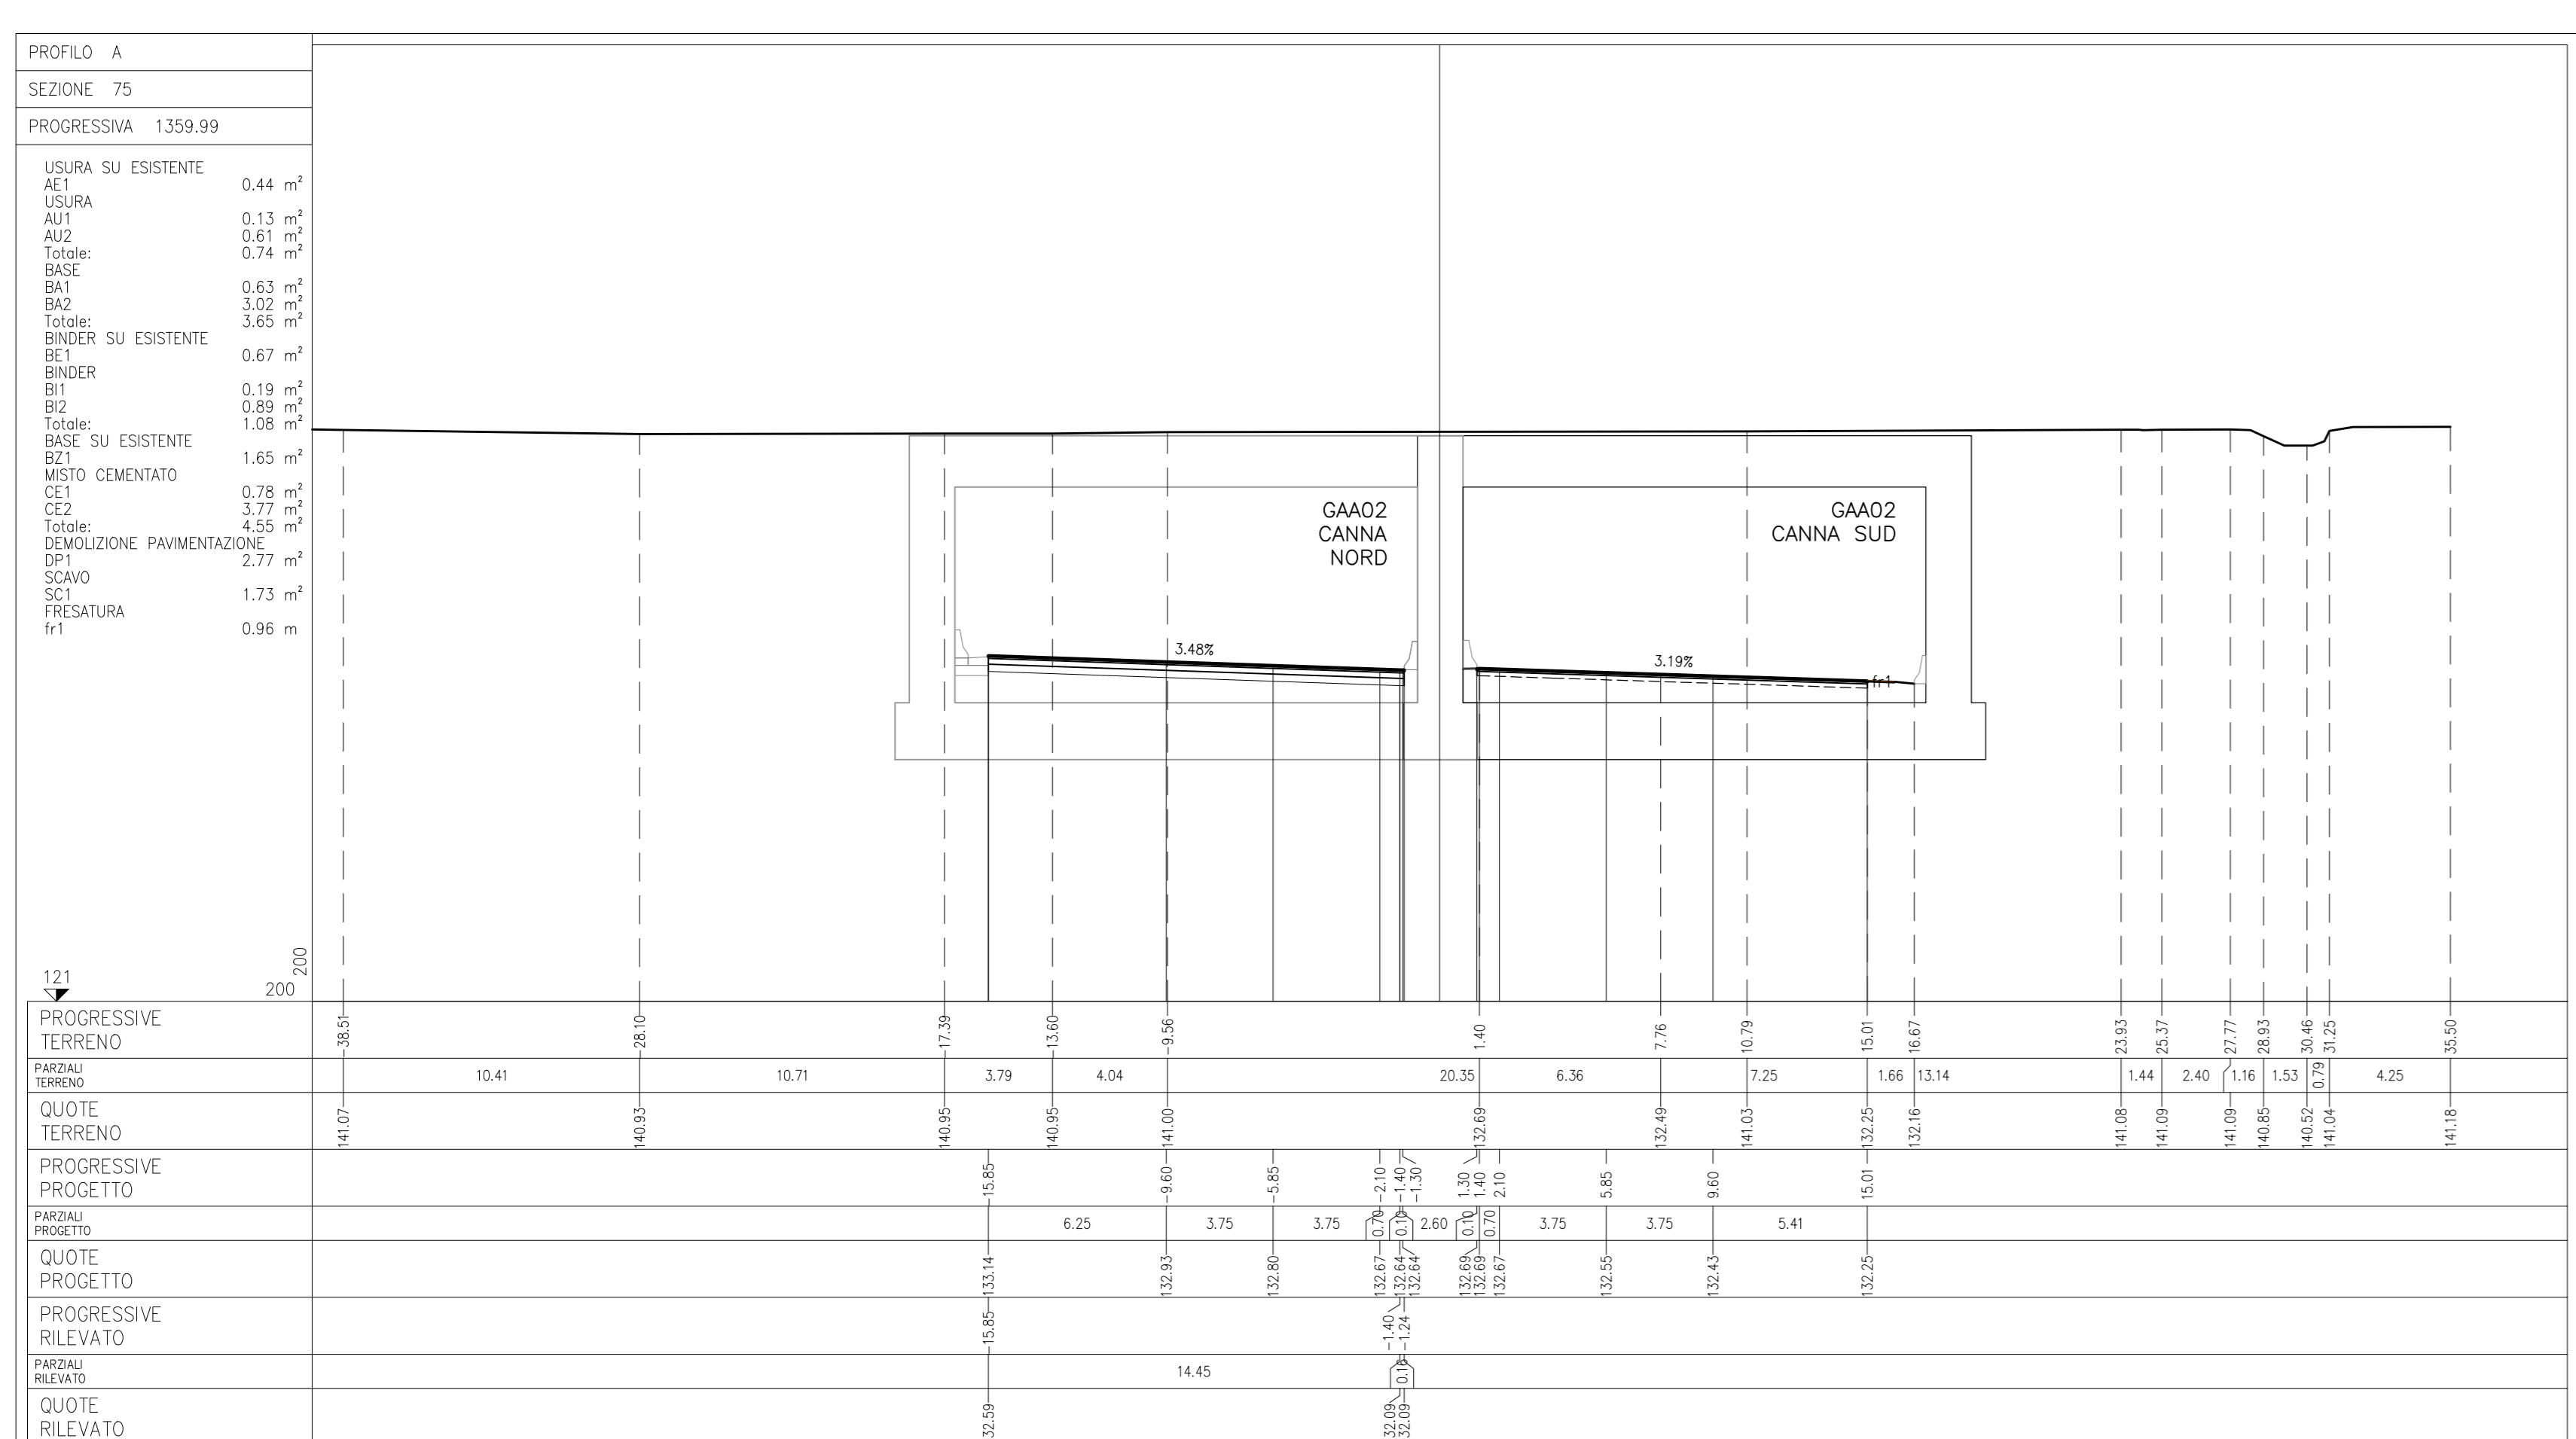 PROFILO A
SEZIONE 75
PROGRESSIVA 1359.99
USURA SU ESISTENTE
AE1 0.44 m²
USURA
AU1 0.13 m²
AU2 0.61 m²
Totale: 0.74 m²
BASE
BA1 0.63 m²
BA2 3.02 m²
Totale: 3.65 m²
BINDER SU ESISTENTE
BE1 0.67 m²
BINDER
BI1 0.19 m²
BI2 0.89 m²
Totale: 1.08 m²
BASE SU ESISTENTE
BZ1 1.65 m²
MISTO CEMENTATO
CE1 0.78 m²
CE2 3.77 m²
Totale: 4.55 m²
DEMOLIZIONE PAVIMENTAZIONE
DP1 2.77 m²
SCAVO
SC1 1.73 m²
FRESATURA
fr1 0.96 m
GAA02
CANNA
NORD
GAA02
CANNA SUD
3.48%
3.19%
fr1
121
200
200
PROGRESSIVE
TERRENO
-38.51 -28.10 -17.39 -13.60 -9.56 1.40 7.76 10.79 15.01 16.67 23.93 25.37 27.77 28.93 30.46 31.25 35.50
PARZIALI
TERRENO
10.41 10.71 3.79 4.04 20.35 6.36 7.25 1.66 13.14 1.44 2.40 1.16 1.53 0.79 4.25
QUOTE
TERRENO
141.07 140.93 140.95 140.95 141.00 132.69 132.49 141.03 132.25 132.16 141.08 141.09 141.09 140.85 140.52 141.04 141.18
PROGRESSIVE
PROGETTO
-15.85 -9.60 -5.85 -2.10 -1.40 -1.30 1.30 1.40 2.10 5.85 9.60 15.01
PARZIALI
PROGETTO
6.25 3.75 3.75 0.70 0.10 2.60 0.10 0.70 3.75 3.75 5.41
QUOTE
PROGETTO
133.14 132.93 132.80 132.67 132.64 132.64 132.69 132.69 132.67 132.55 132.43 132.25
PROGRESSIVE
RILEVATO
-15.85 -1.40 -1.24
PARZIALI
RILEVATO
14.45 0.16
QUOTE
RILEVATO
32.59 32.09 32.09